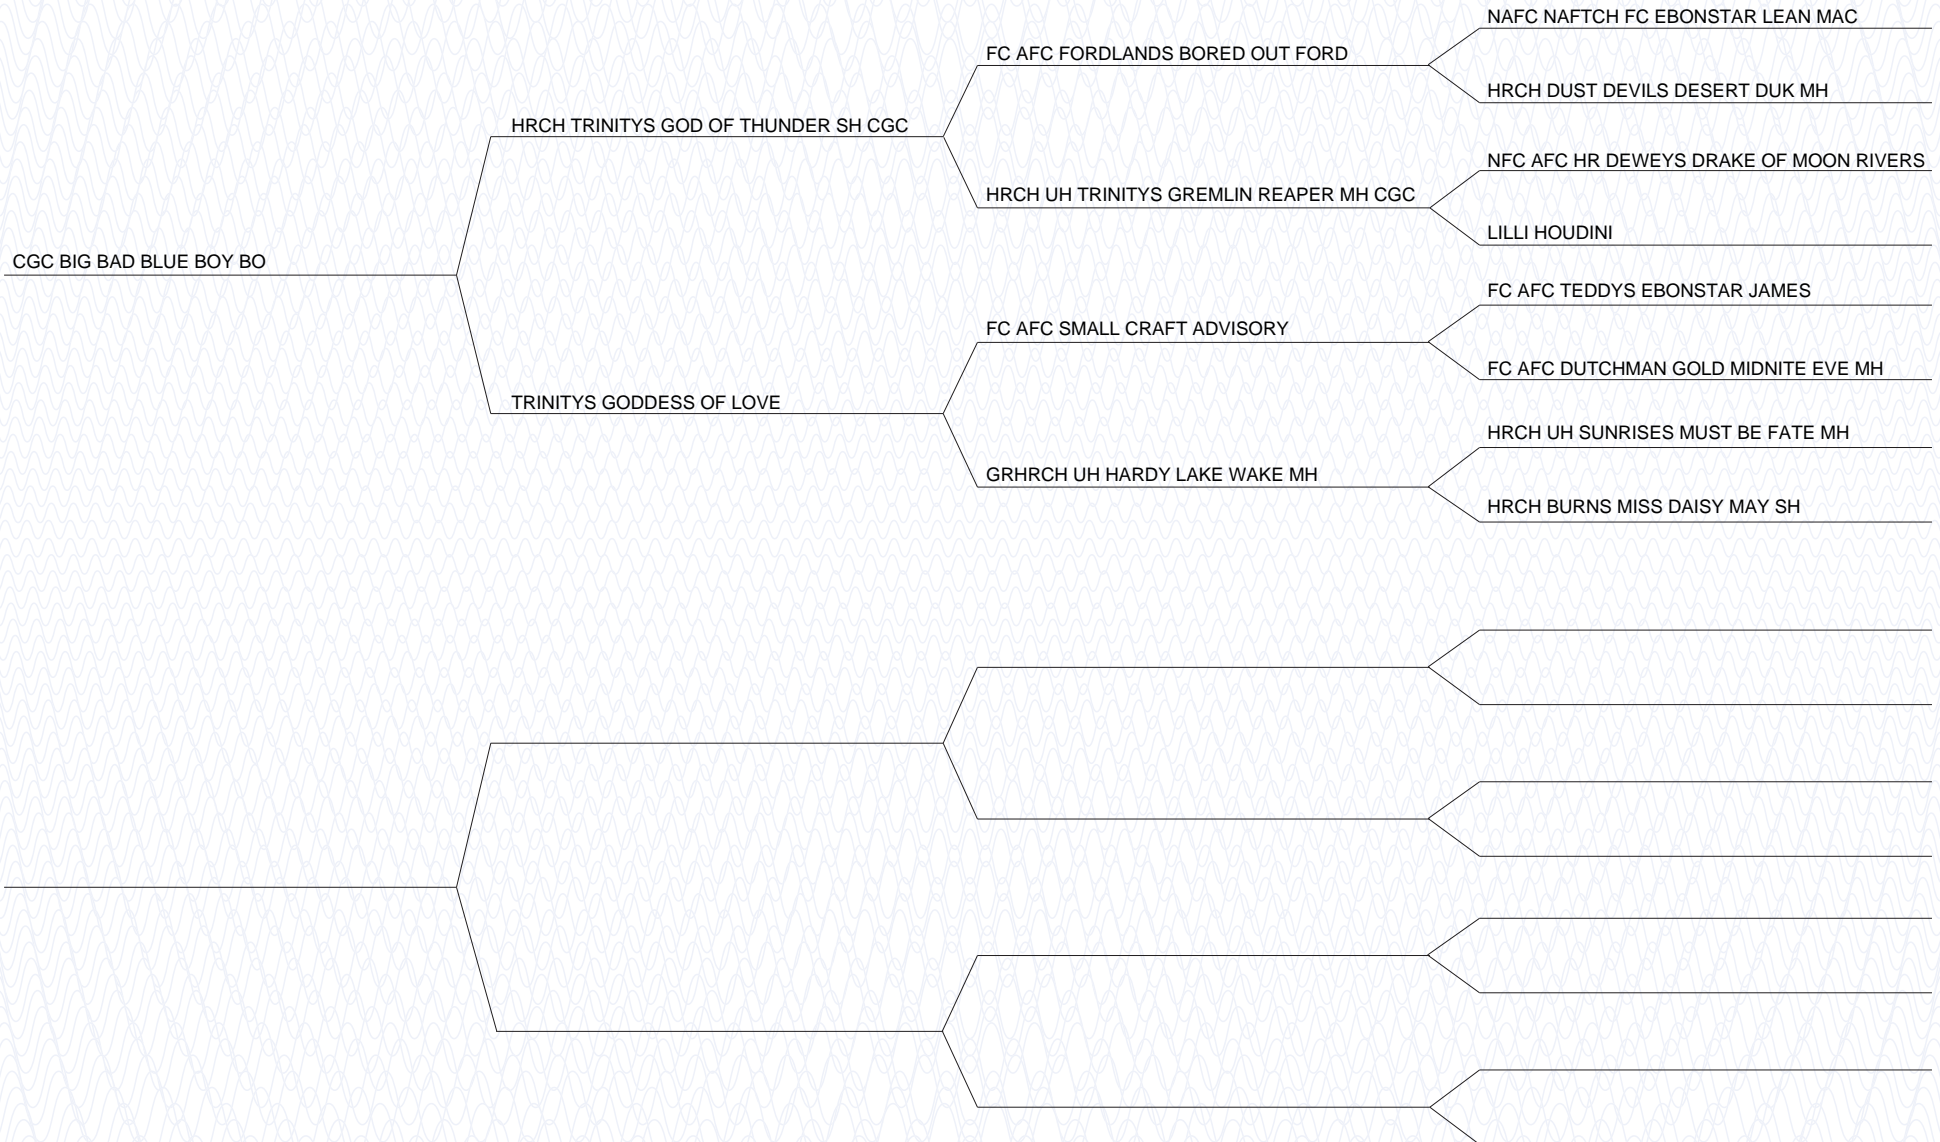 NAFC NAFTCH FC EBONSTAR LEAN MAC
FC AFC FORDLANDS BORED OUT FORD
HRCH DUST DEVILS DESERT DUK MH
HRCH TRINITYS GOD OF THUNDER SH CGC
NFC AFC HR DEWEYS DRAKE OF MOON RIVERS
HRCH UH TRINITYS GREMLIN REAPER MH CGC
LILLI HOUDINI
CGC BIG BAD BLUE BOY BO
FC AFC TEDDYS EBONSTAR JAMES
FC AFC SMALL CRAFT ADVISORY
FC AFC DUTCHMAN GOLD MIDNITE EVE MH
TRINITYS GODDESS OF LOVE
HRCH UH SUNRISES MUST BE FATE MH
GRHRCH UH HARDY LAKE WAKE MH
HRCH BURNS MISS DAISY MAY SH